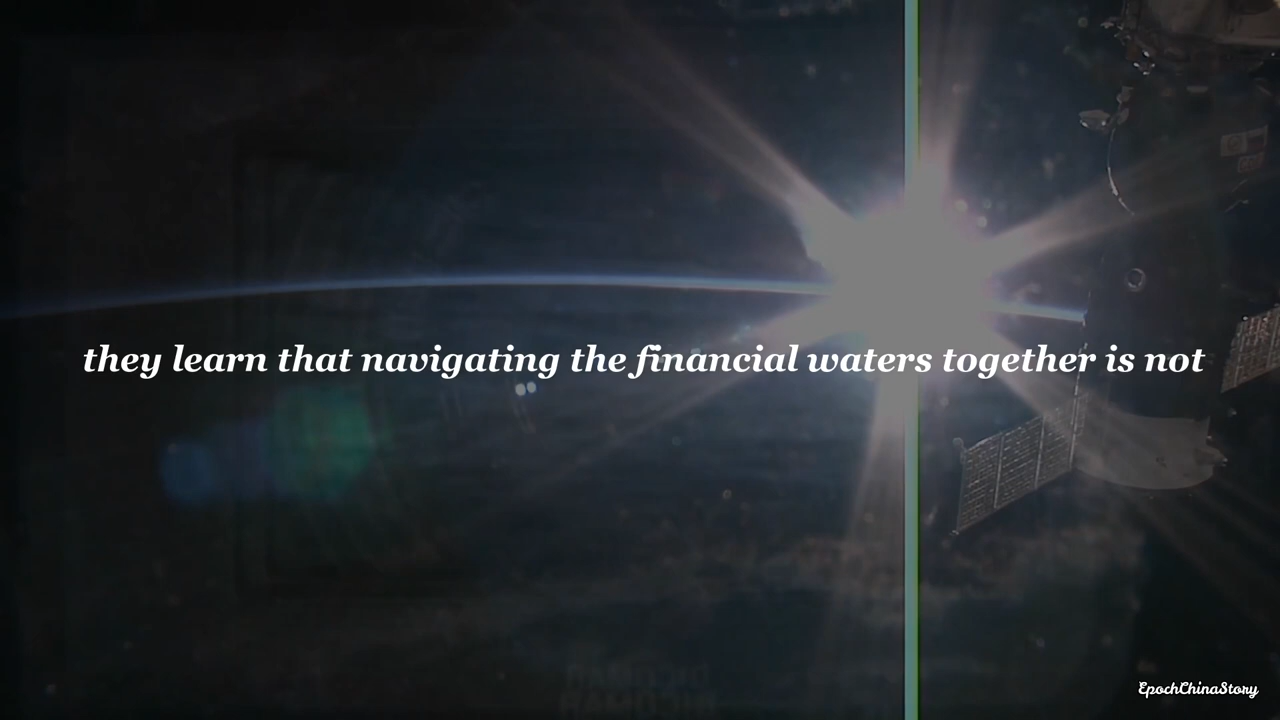 they learn that navigating the financial waters together is not
EpochChinaStory